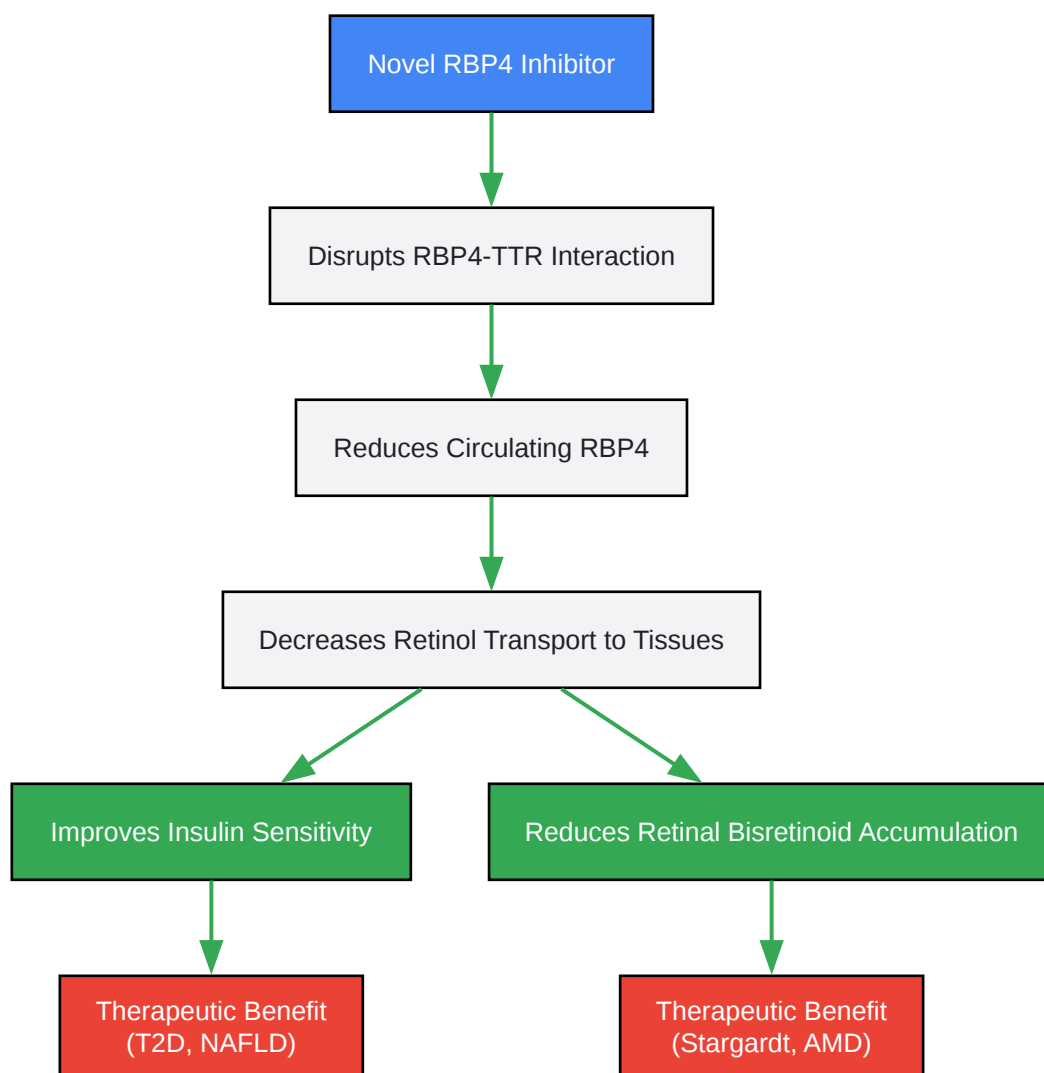 Novel RBP4 Inhibitor
Disrupts RBP4-TTR Interaction
Reduces Circulating RBP4
Decreases Retinol Transport to Tissues
Improves Insulin Sensitivity
Reduces Retinal Bisretinoid Accumulation
Therapeutic Benefit
(T2D, NAFLD)
Therapeutic Benefit
(Stargardt, AMD)